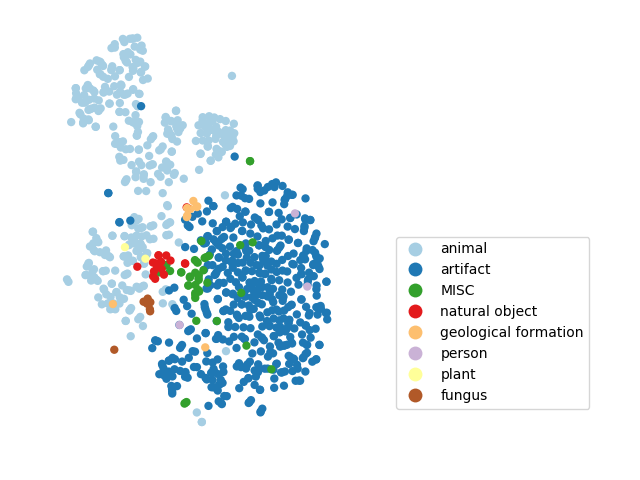 animal
artifact
MISC
natural object
geological formation
person
plant
fungus